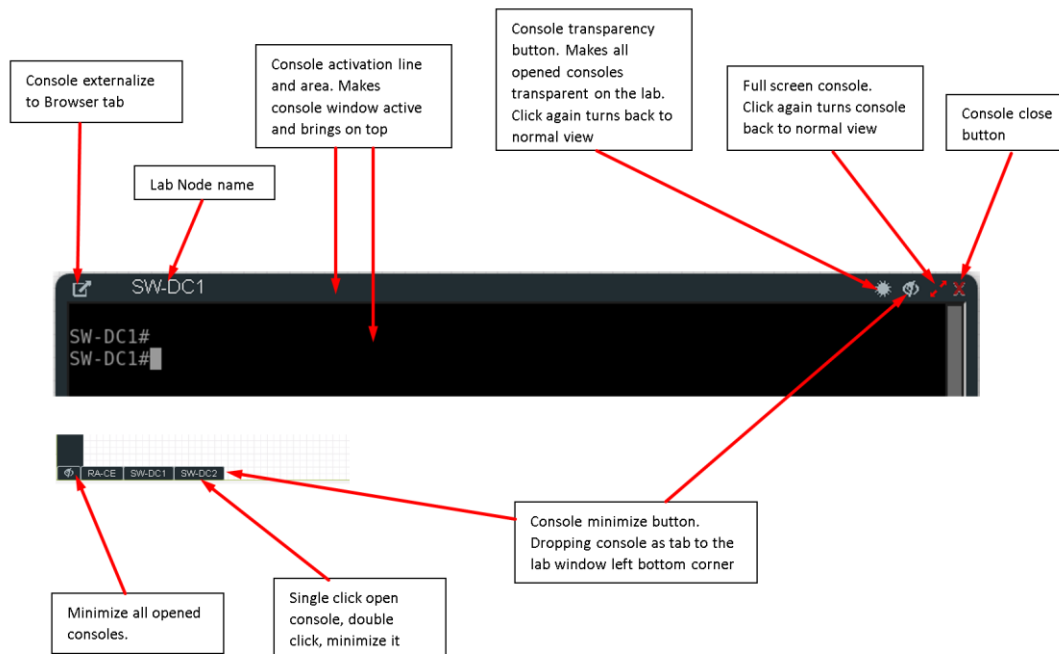 Console externalize
to Browser tab
Console activation line
and area. Makes
console window active
and brings on top
Console transparency
button. Makes all
opened consoles
transparent on the lab.
Click again turns back to
normal view
Full screen console.
Click again turns console
back to normal view
Console close
button
Lab Node name
SW-DC1
X
SW-DC1#
SW-DC1#
RA-CE SW-DC1 SW-DC2
Console minimize button.
Dropping console as tab to the
lab window left bottom corner
Minimize all opened
consoles.
Single click open
console, double
click, minimize it